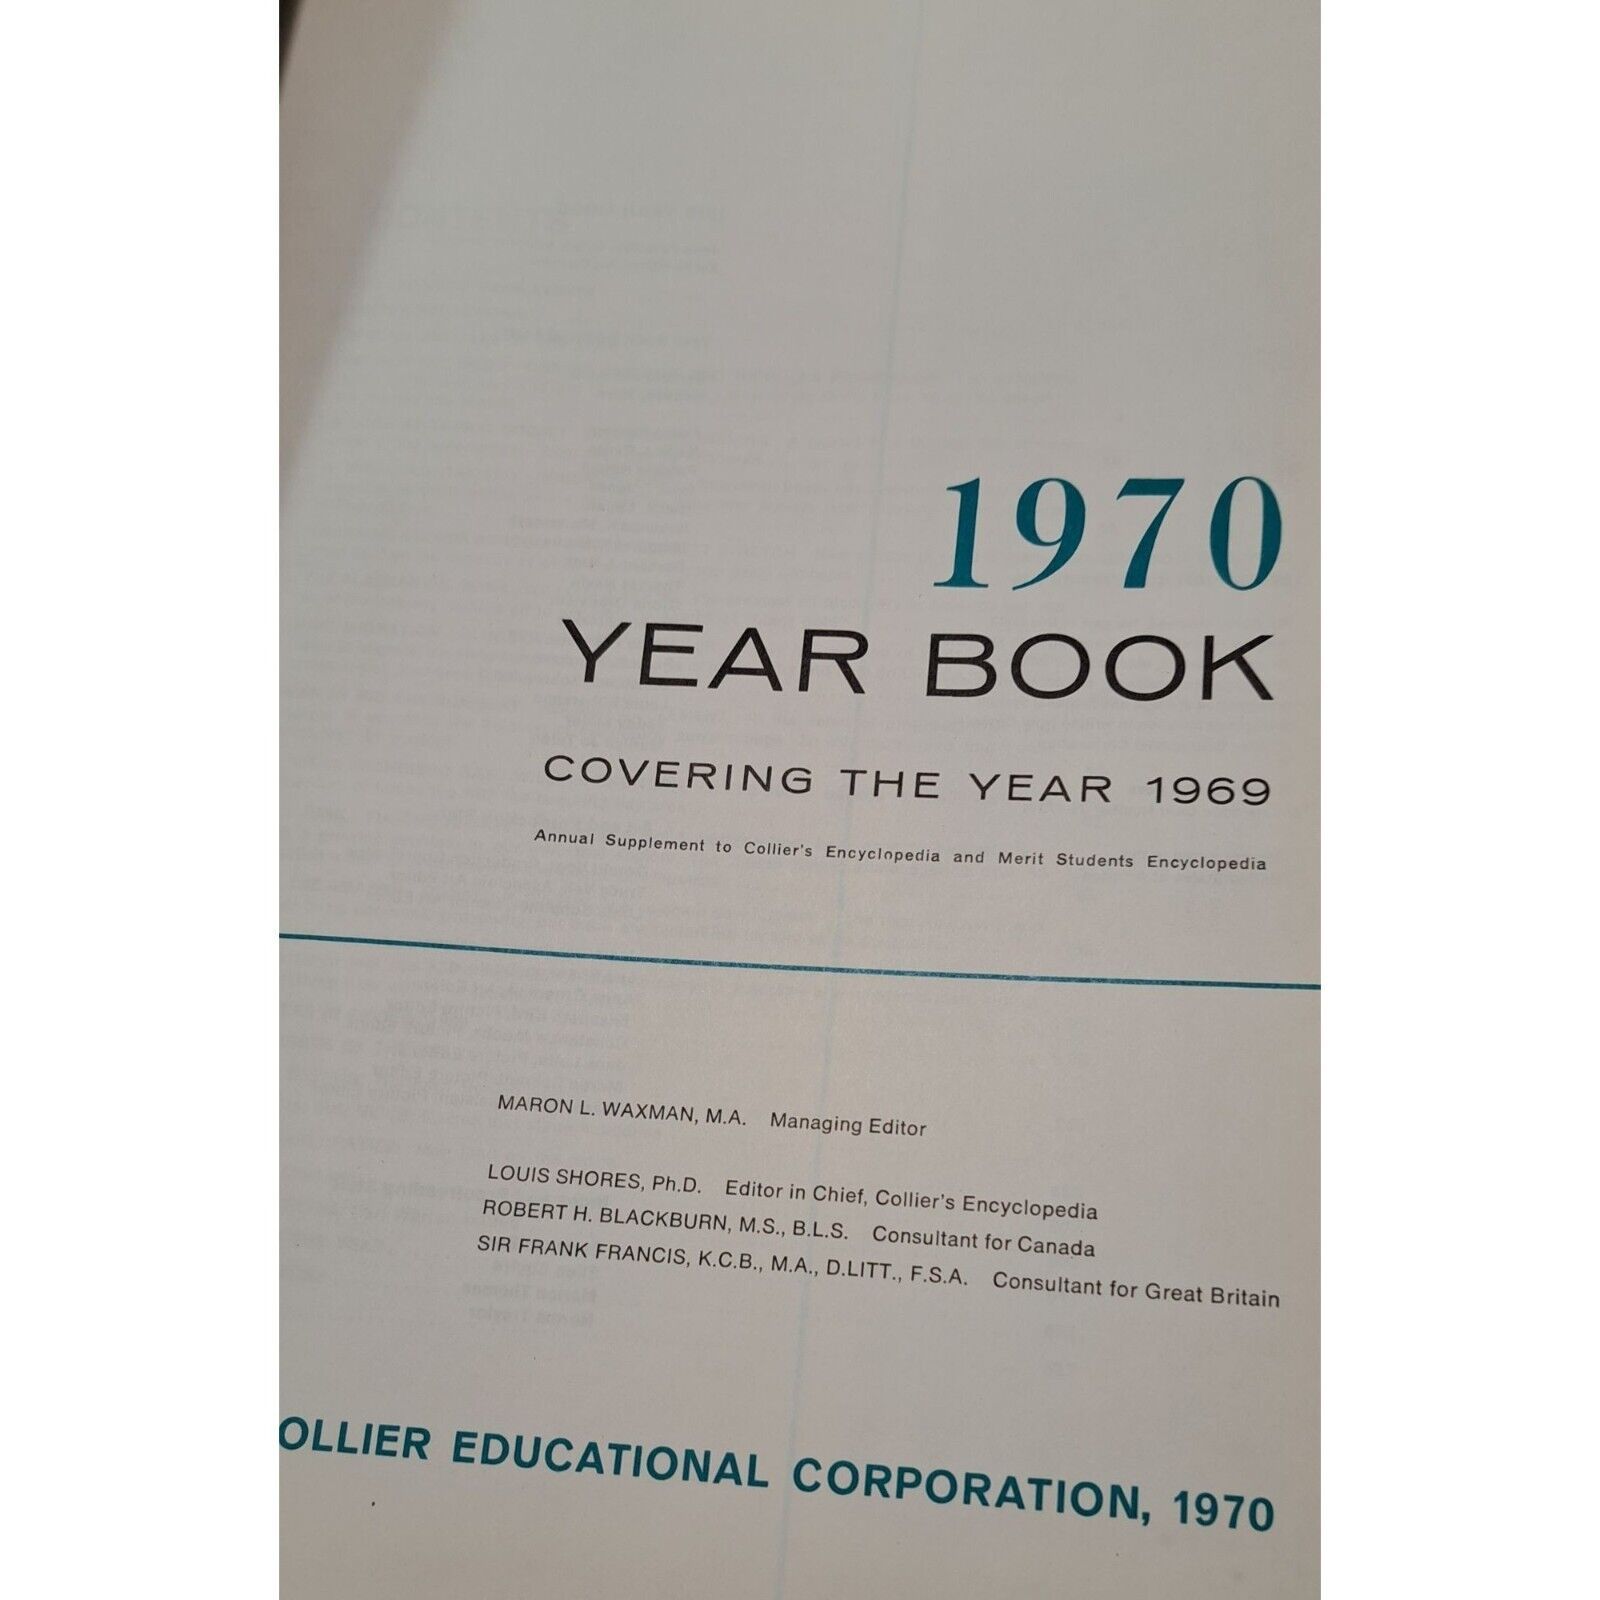 1970
YEAR BOOK
COVERING THE YEAR 1969
Annual Supplement to Collier's Encyclopedia and Merit Students Encyclopedia
MARON L. WAXMAN, M.A. Managing Editor
LOUIS SHORES, Ph.D. Editor in Chief, Collier's Encyclopedia
ROBERT H. BLACKBURN, M.S., B.L.S. Consultant for Canada
SIR FRANK FRANCIS, K.C.B., M.A., D.LITT., F.S.A. Consultant for Great Britain
OLLIER EDUCATIONAL CORPORATION, 1970